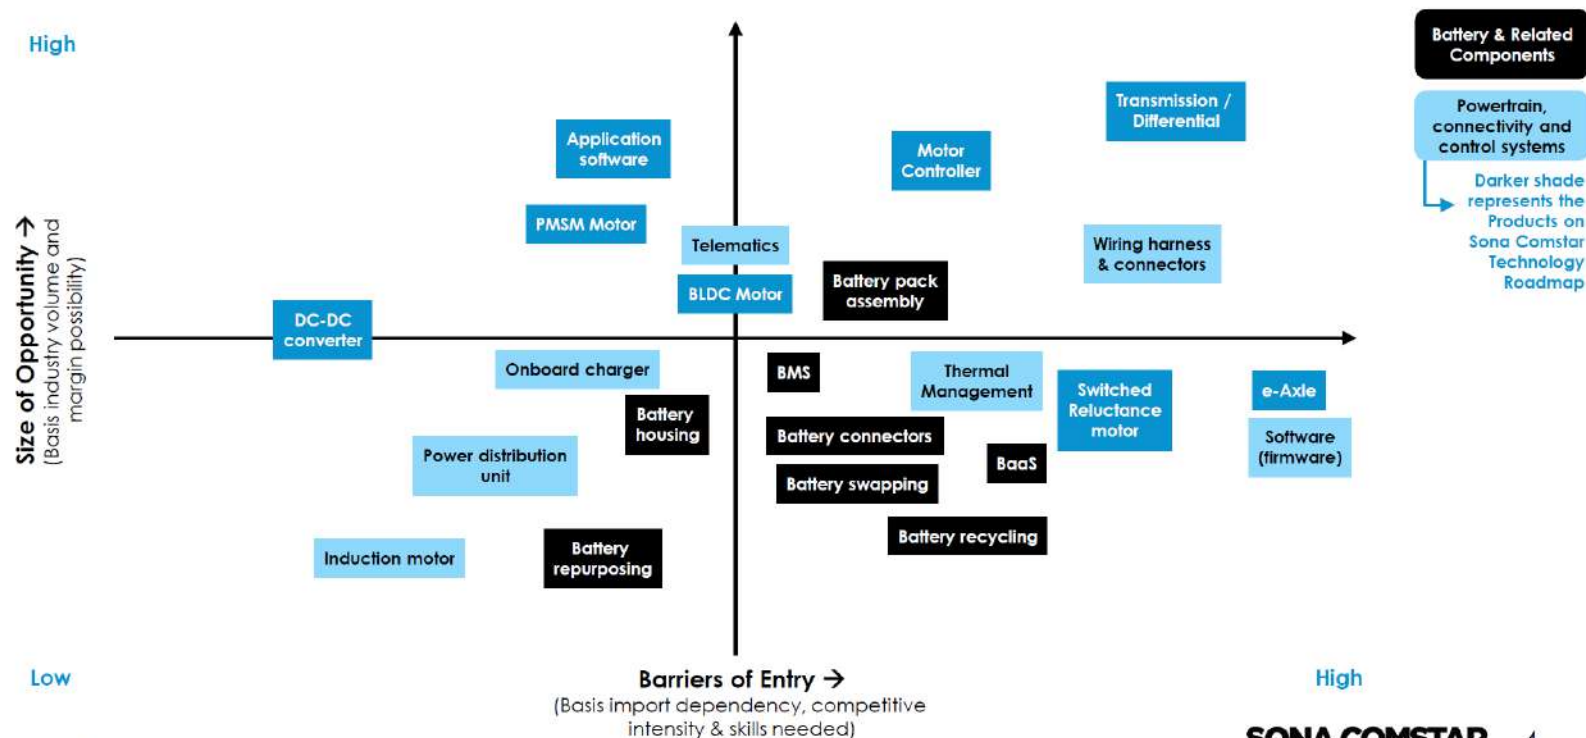 High
Battery & Related
Components
Transmission /
Differential
Powertrain,
connectivity and
control systems
Application
software
Motor
Controller
Darker shade
represents the
Products on
Sona Comstar
Technology
Roadmap
PMSM Motor
Telematics
Wiring harness
& connectors
Battery pack
assembly
BLDC Motor
DC-DC
converter
Size of Opportunity →
(Basis industry volume and
margin possibility)
Onboard charger
BMS
Thermal
Management
Switched
Reluctance
motor
e-Axle
Battery
housing
Battery connectors
Software
(firmware)
Power distribution
unit
BaaS
Battery swapping
Battery recycling
Induction motor
Battery
repurposing
Low
Barriers of Entry →
(Basis import dependency, competitive
intensity & skills needed)
High
SONA COMSTAR